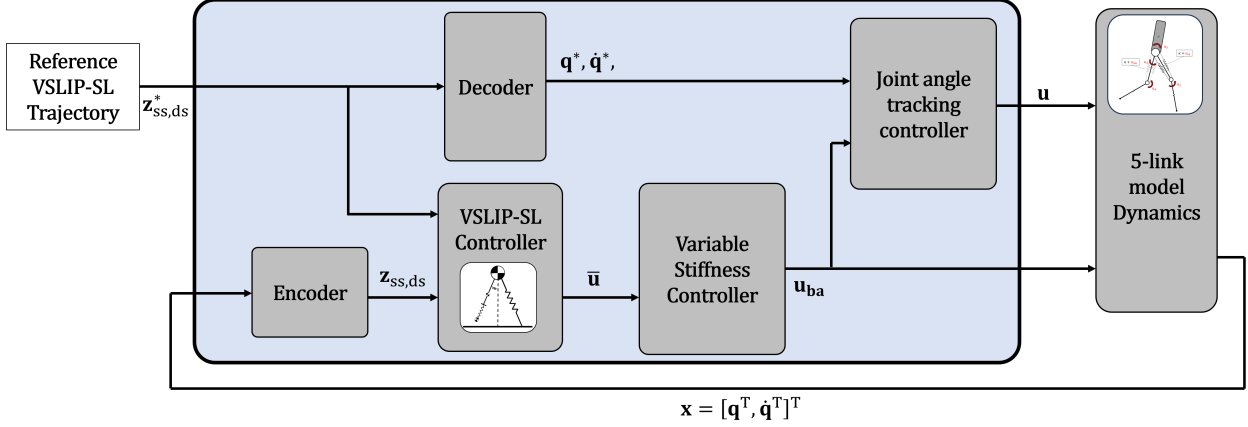 Reference
VSLIP-SL
Trajectory
z*ss,ds
Decoder
q*, q̇*,
Joint angle
tracking
controller
u
5-link
model
Dynamics
VSLIP-SL
Controller
Variable
Stiffness
Controller
Encoder
zss,ds
ū
uba
x = [qT, q̇T]T